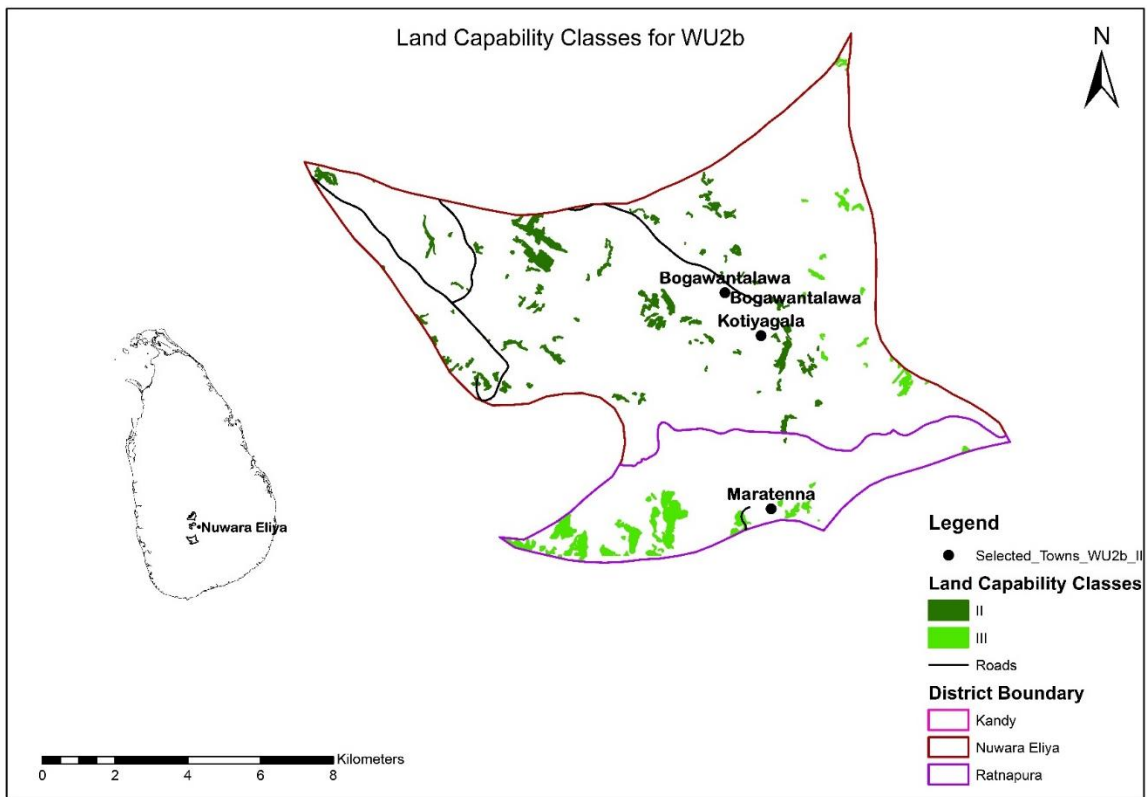 Land Capability Classes for WU2b
N
Bogawantalawa
Bogawantalawa
Kotiyagala
Maratenna
Nuwara Eliya
Legend
Selected_Towns_WU2b_II
Land Capability Classes
II
III
Roads
District Boundary
Kandy
Nuwara Eliya
Ratnapura
Kilometers
0 2 4 6 8